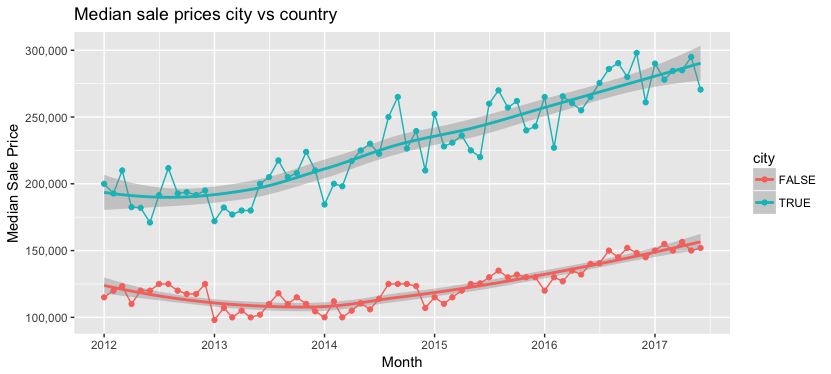 Median sale prices city vs country
Median Sale Price
300,000
250,000
200,000
150,000
100,000
2012
2013
2014
2015
2016
2017
Month
city
FALSE
TRUE